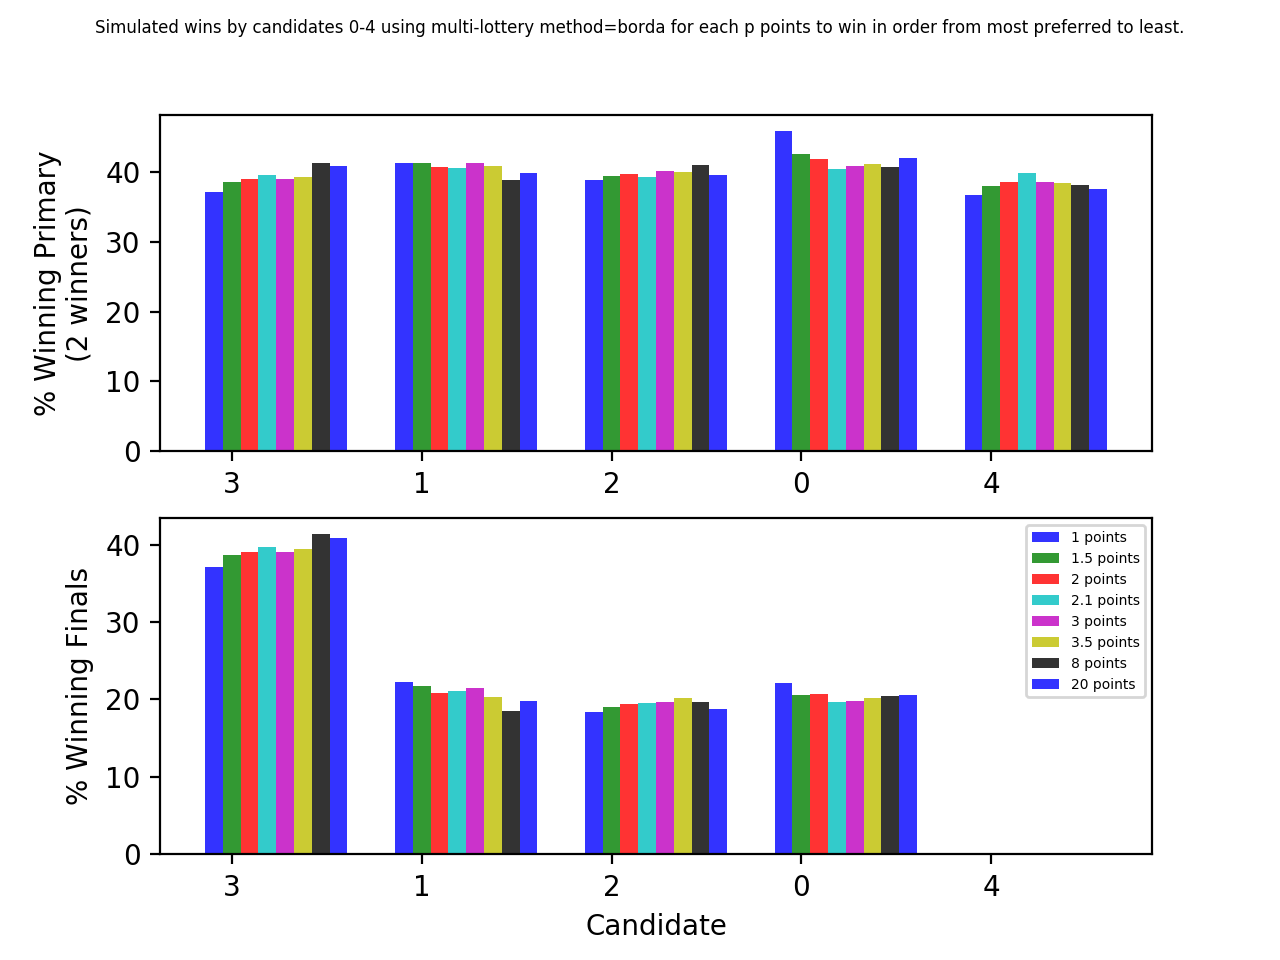 Simulated wins by candidates 0-4 using multi-lottery method=borda for each p points to win in order from most preferred to least.
% Winning Primary
(2 winners)
40
30
20
10
0
3 1 2 0 4
% Winning Finals
40
30
20
10
0
1 points
1.5 points
2 points
2.1 points
3 points
3.5 points
8 points
20 points
3 1 2 0 4
Candidate